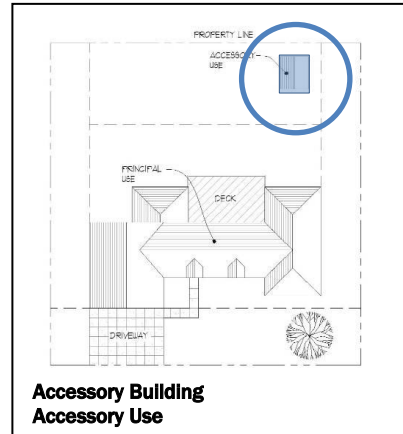 PROPERTY LINE
ACCESSORY
USE
PRINCIPAL
USE
DECK
DRIVEWAY
Accessory Building
Accessory Use